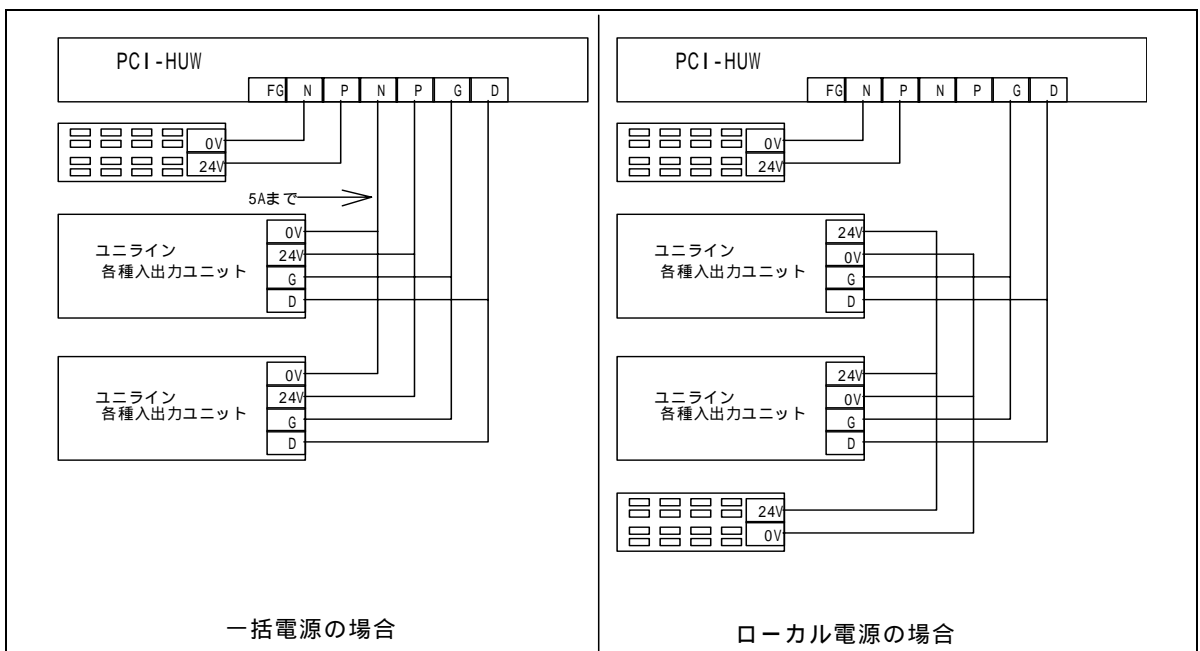 PCI-HUW
FG N P N P G D
0V
24V
5Aまで
ユニライン
各種入出力ユニット
0V
24V
G
D
ユニライン
各種入出力ユニット
0V
24V
G
D
一括電源の場合
PCI-HUW
FG N P N P G D
0V
24V
ユニライン
各種入出力ユニット
24V
0V
G
D
ユニライン
各種入出力ユニット
24V
0V
G
D
24V
0V
ローカル電源の場合